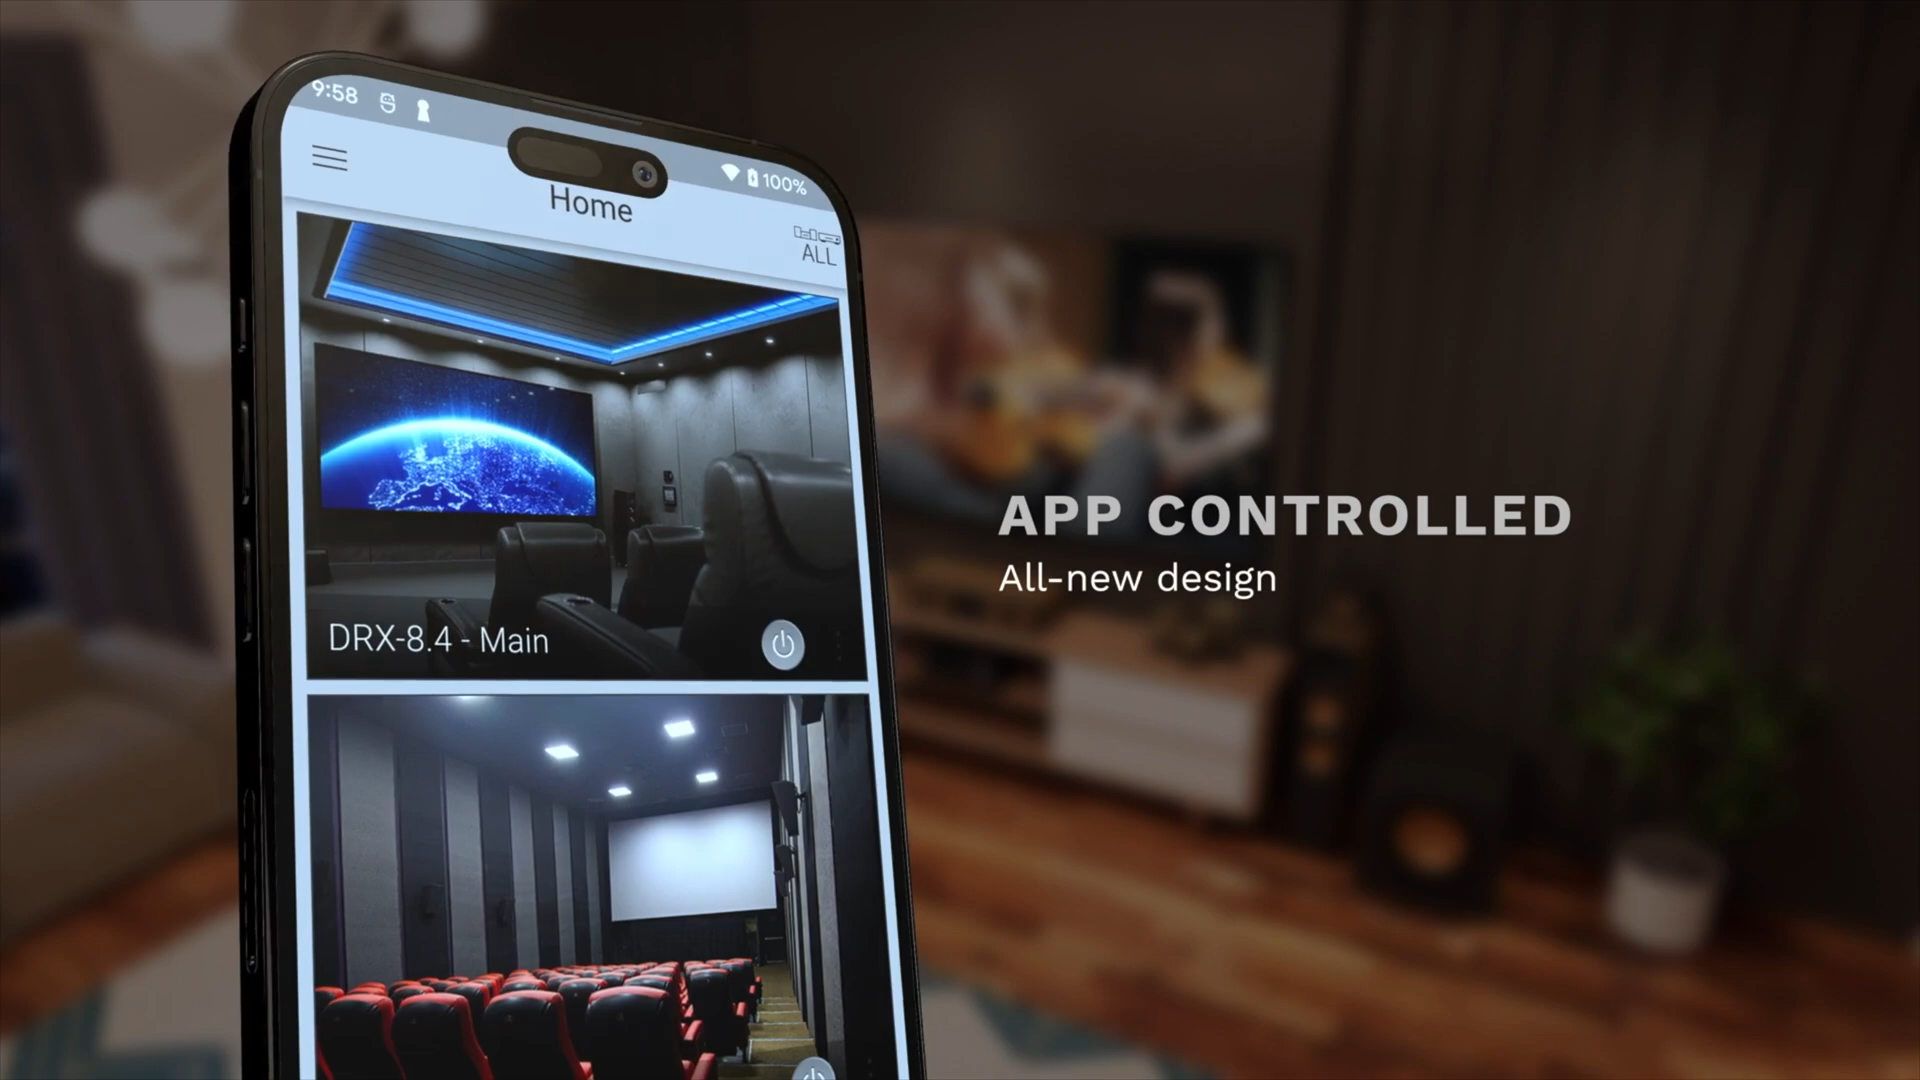 9:58
100%
Home
ALL
DRX-8.4 - Main
APP CONTROLLED
All-new design